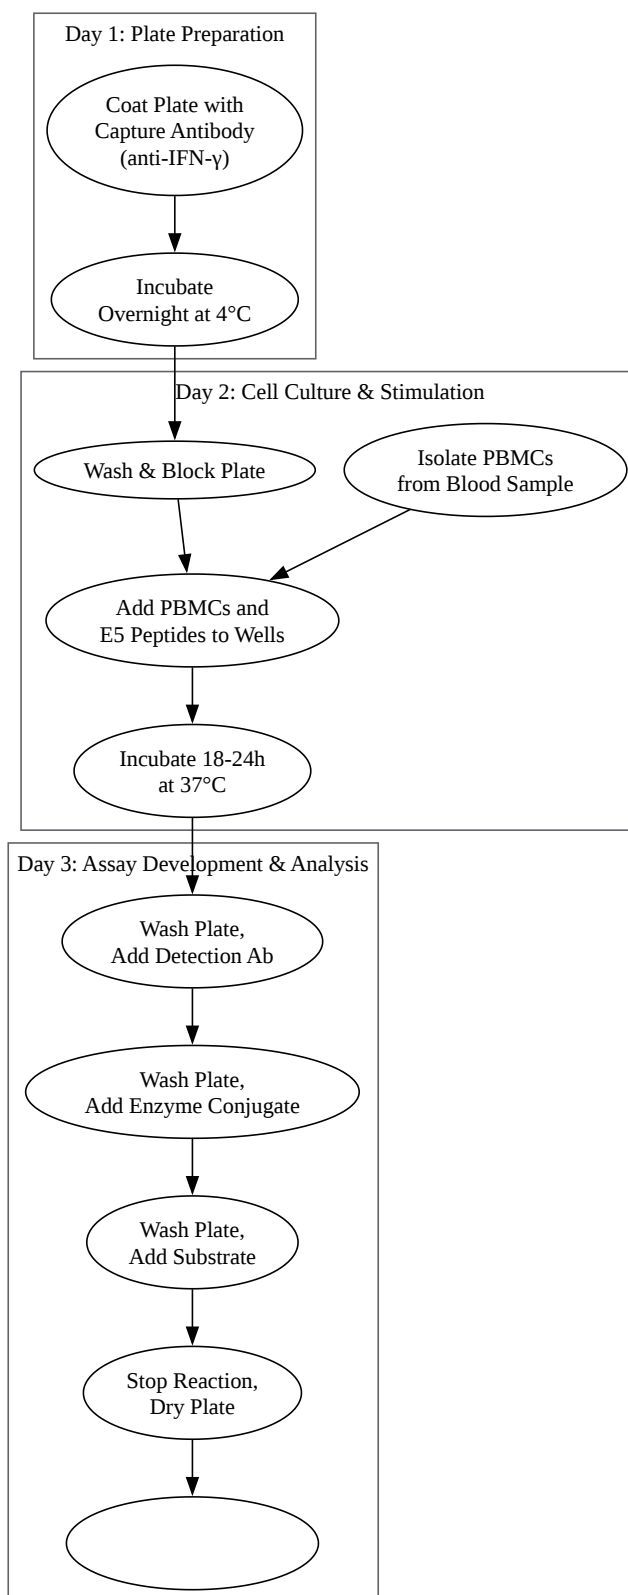 Day 1: Plate Preparation
Coat Plate with
Capture Antibody
(anti-IFN-γ)
Incubate
Overnight at 4°C
Day 2: Cell Culture & Stimulation
Wash & Block Plate
Isolate PBMCs
from Blood Sample
Add PBMCs and
E5 Peptides to Wells
Incubate 18-24h
at 37°C
Day 3: Assay Development & Analysis
Wash Plate,
Add Detection Ab
Wash Plate,
Add Enzyme Conjugate
Wash Plate,
Add Substrate
Stop Reaction,
Dry Plate